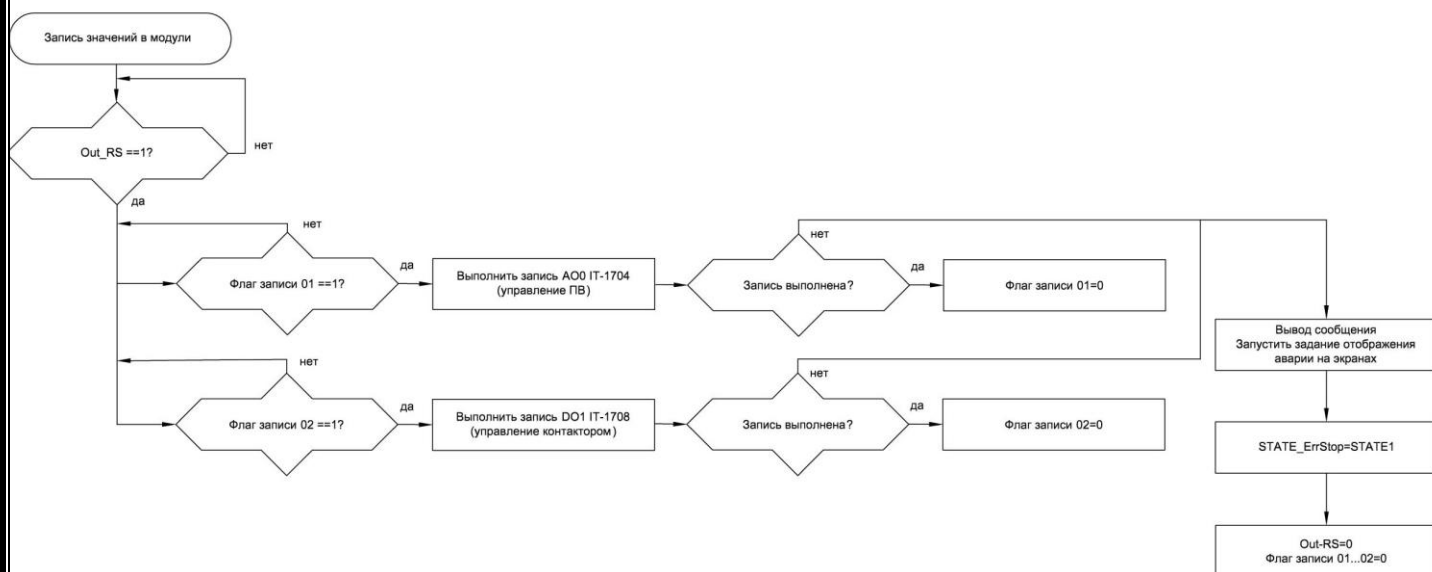 Запись значений в модули
Out_RS ==1?
нет
да
нет
Флаг записи 01 ==1?
да
Выполнить запись AO0 IT-1704
(управление ПВ)
нет
Запись выполнена?
да
Флаг записи 01=0
нет
Флаг записи 02 ==1?
да
Выполнить запись DO1 IT-1708
(управление контактором)
нет
Запись выполнена?
да
Флаг записи 02=0
Вывод сообщения
Запустить задание отображения
аварии на экранах
STATE_ErrStop=STATE1
Out-RS=0
Флаг записи 01...02=0